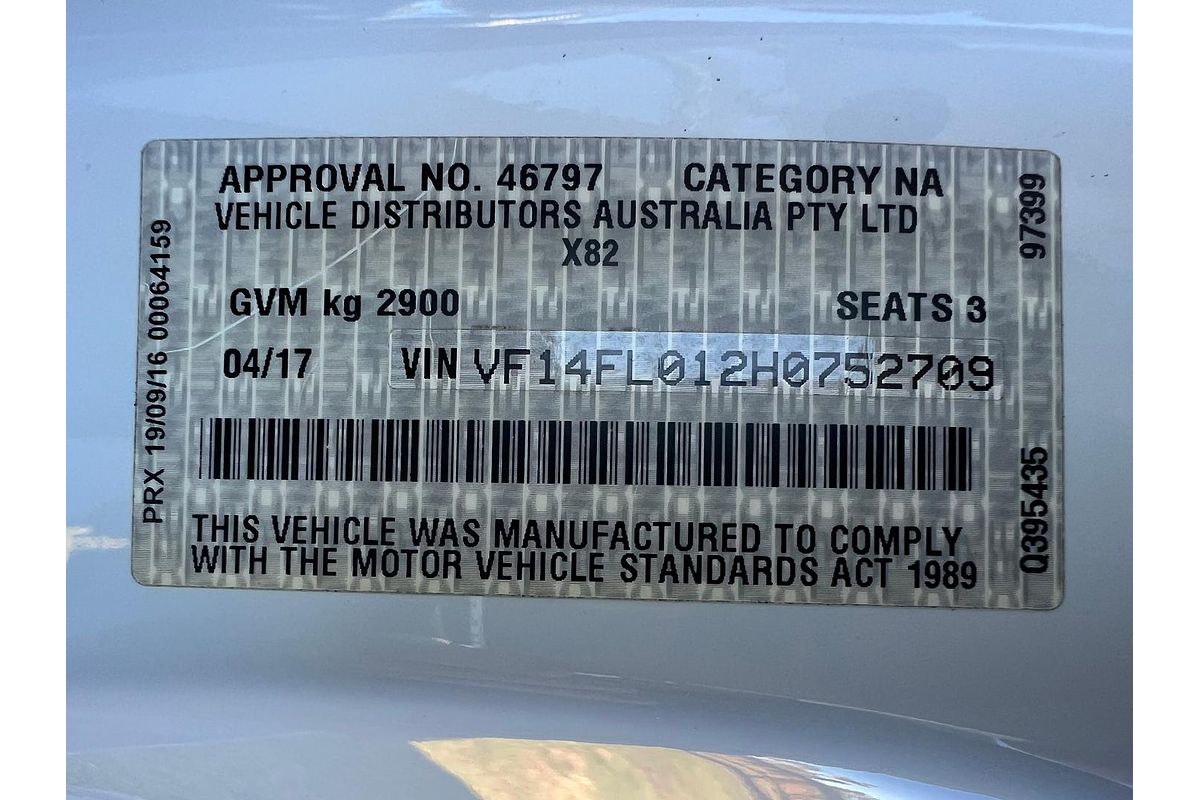 APPROVAL NO. 46797 CATEGORY NA
VEHICLE DISTRIBUTORS AUSTRALIA PTY LTD
X82
GVM kg 2900 SEATS 3
04/17 VIN VF14FL012H0752709
THIS VEHICLE WAS MANUFACTURED TO COMPLY
WITH THE MOTOR VEHICLE STANDARDS ACT 1989
PRX 19/09/16 00064159
97399
Q395435